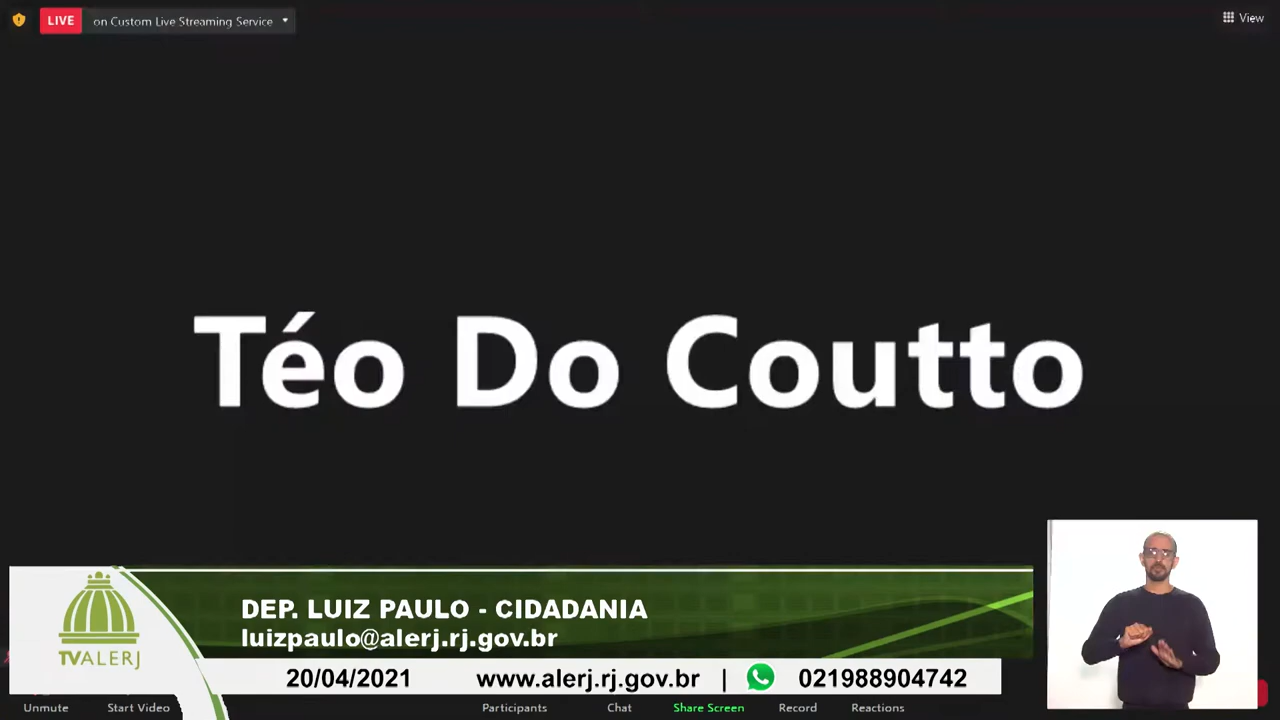 LIVE on Custom Live Streaming Service
View
Téo Do Coutto
DEP. LUIZ PAULO - CIDADANIA
luizpaulo@alerj.rj.gov.br
TVALERJ
20/04/2021 www.alerj.rj.gov.br | 021988904742
Unmute Start Video Participants Chat Share Screen Record Reactions